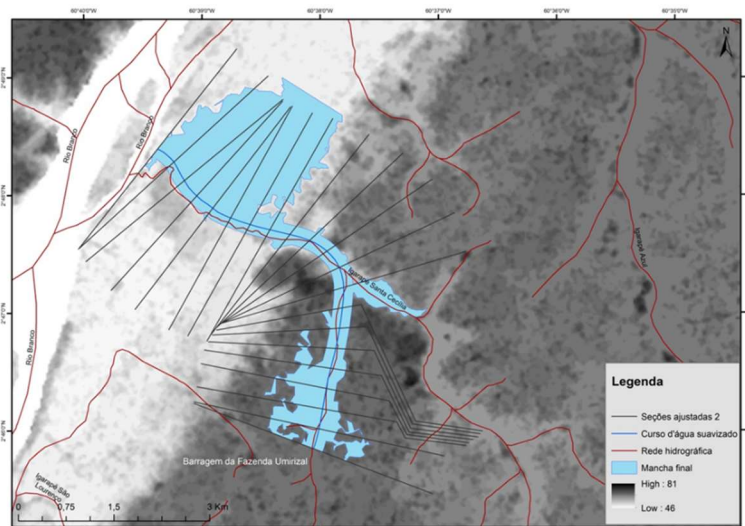 60°40'0"W
60°39'0"W
60°38'0"W
60°37'0"W
60°36'0"W
60°35'0"W
N
Rio Branco
Rio Branco
Igarapé Azul
Igarapé Santa Cecília
Rio Branco
Barragem da Fazenda Umirizal
Igarapé São
Lourenço
0 0,75 1,5 3 Km
Legenda
Seções ajustadas 2
Curso d'água suavizado
Rede hidrográfica
Mancha final
High : 81
Low : 46